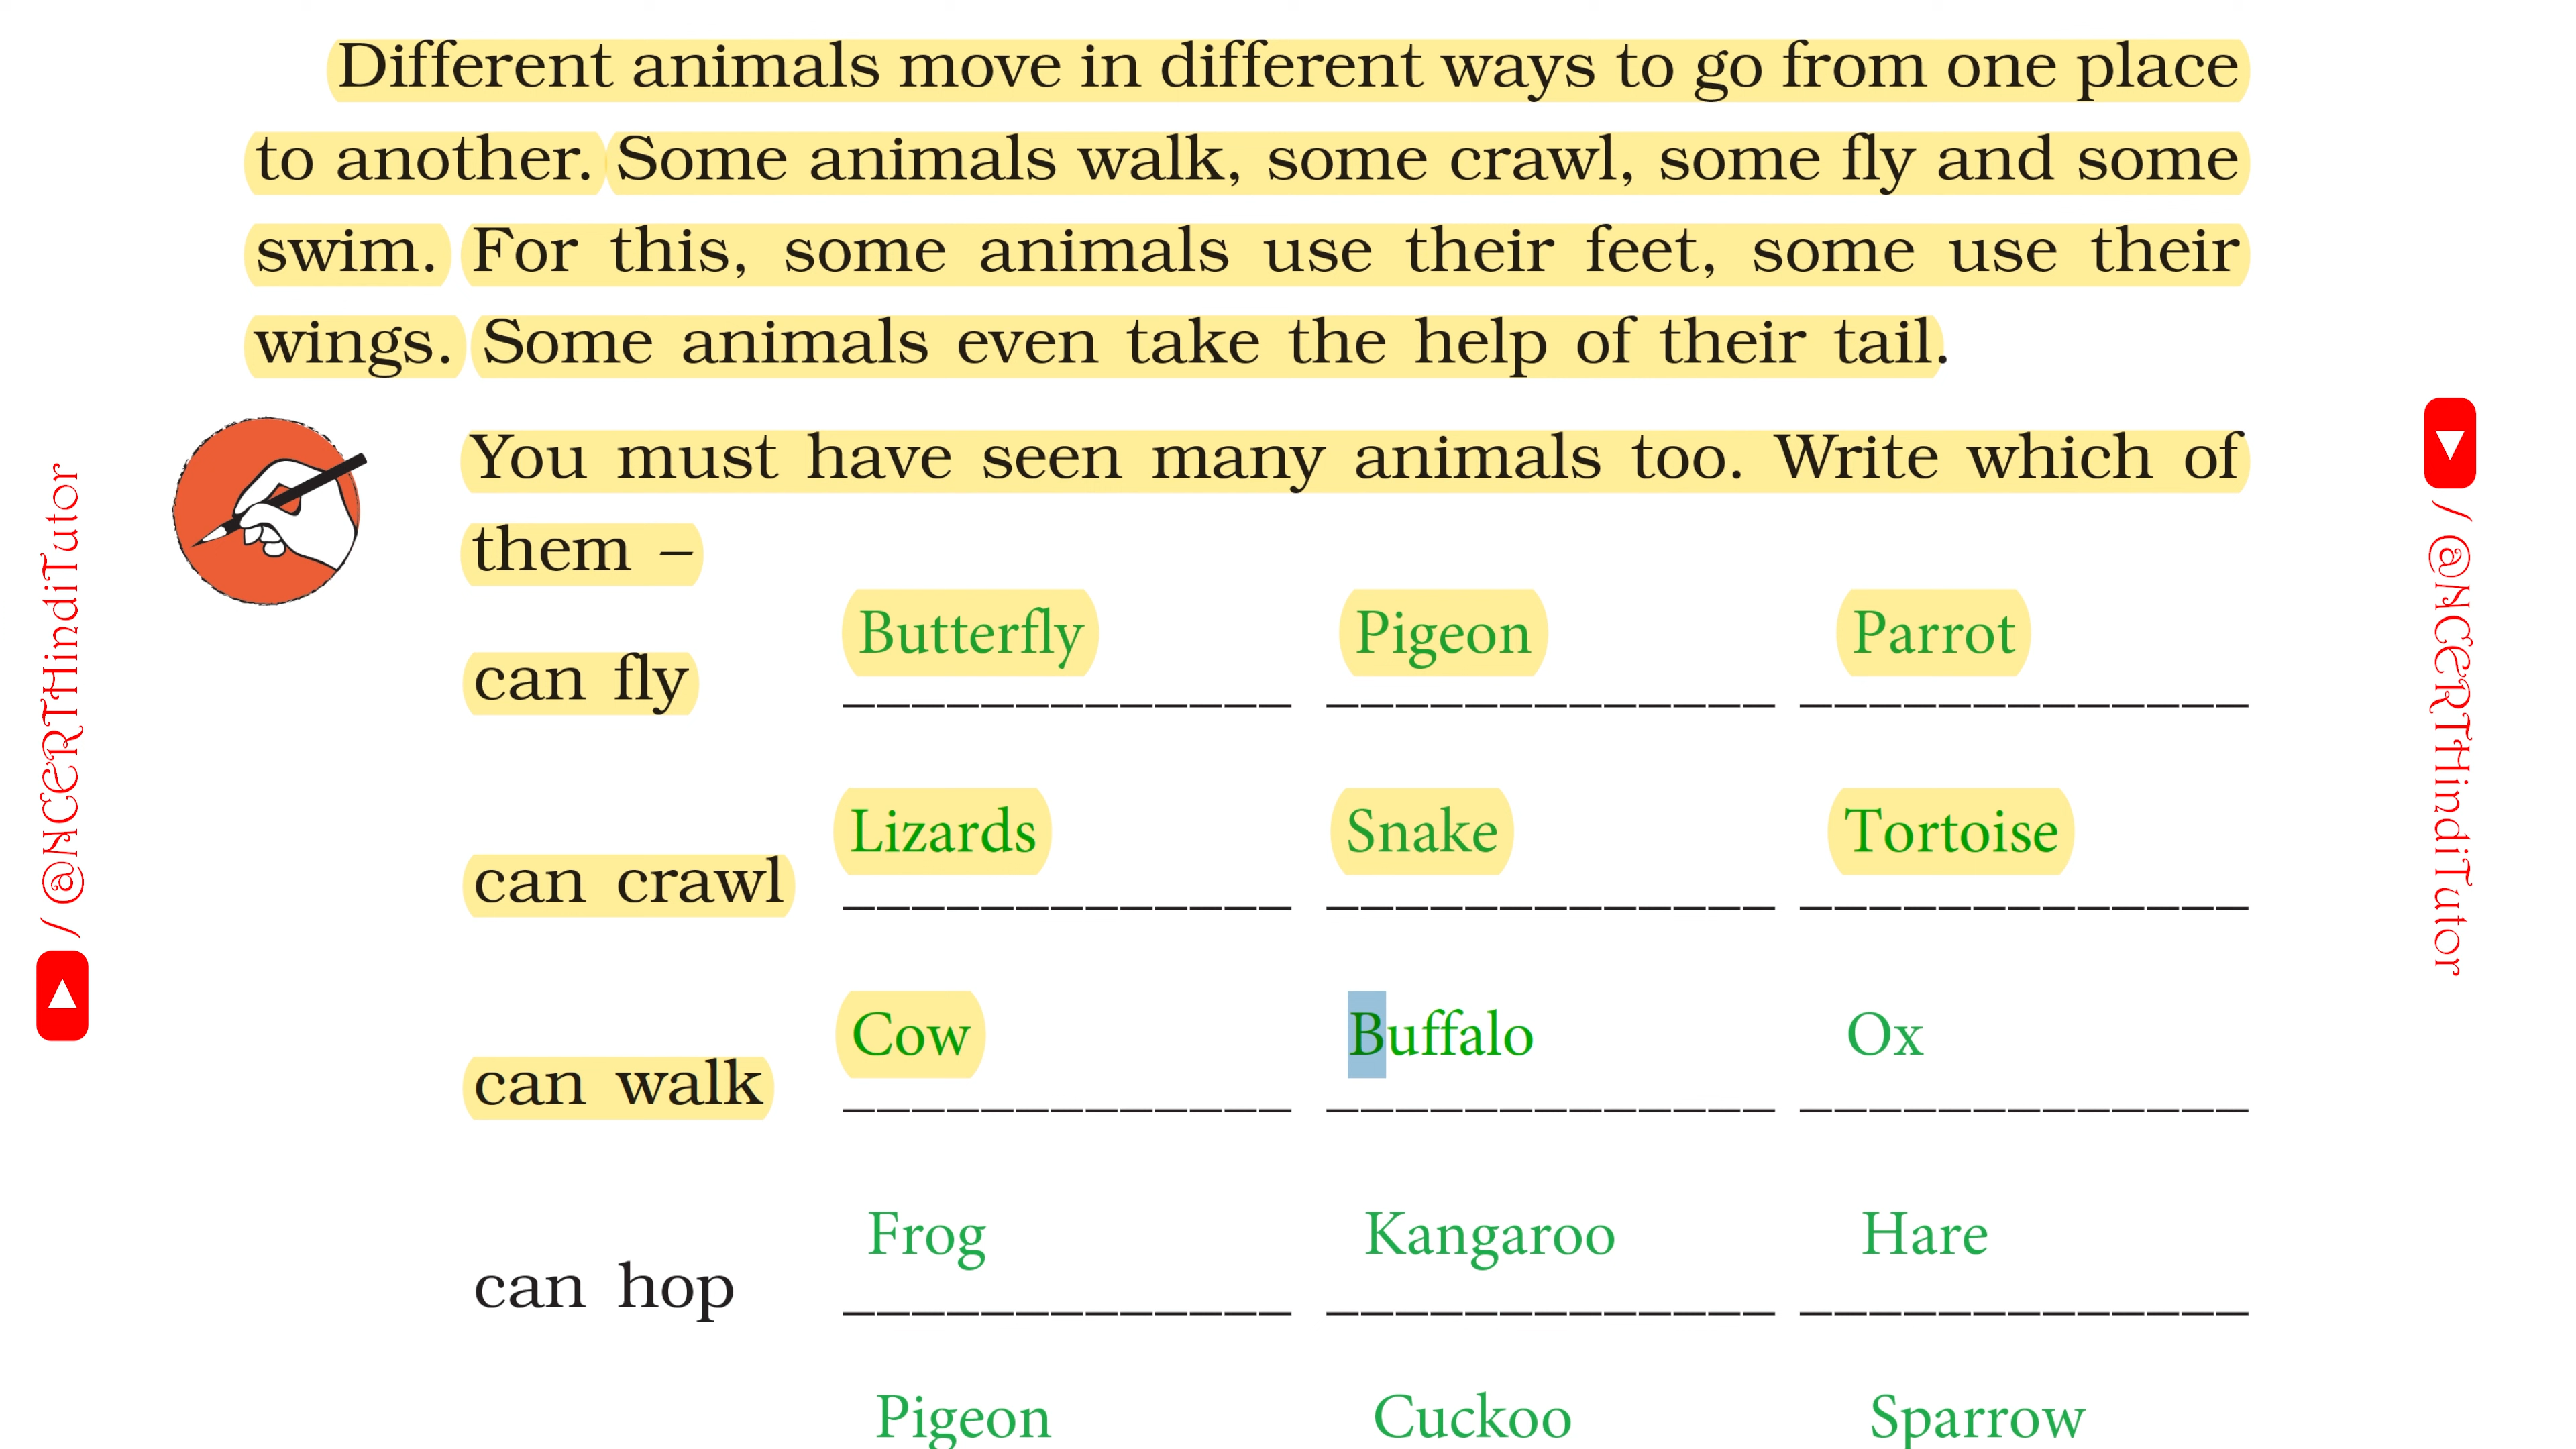 Different animals move in different ways to go from one place
to another. Some animals walk, some crawl, some fly and some
swim. For this, some animals use their feet, some use their
wings. Some animals even take the help of their tail.
You must have seen many animals too. Write which of
them –
Butterfly Pigeon Parrot
can fly
Lizards Snake Tortoise
can crawl
Cow Buffalo Ox
can walk
Frog Kangaroo Hare
can hop
Pigeon Cuckoo Sparrow
/ @NCERTHindiTutor
/ @NCERTHindiTutor